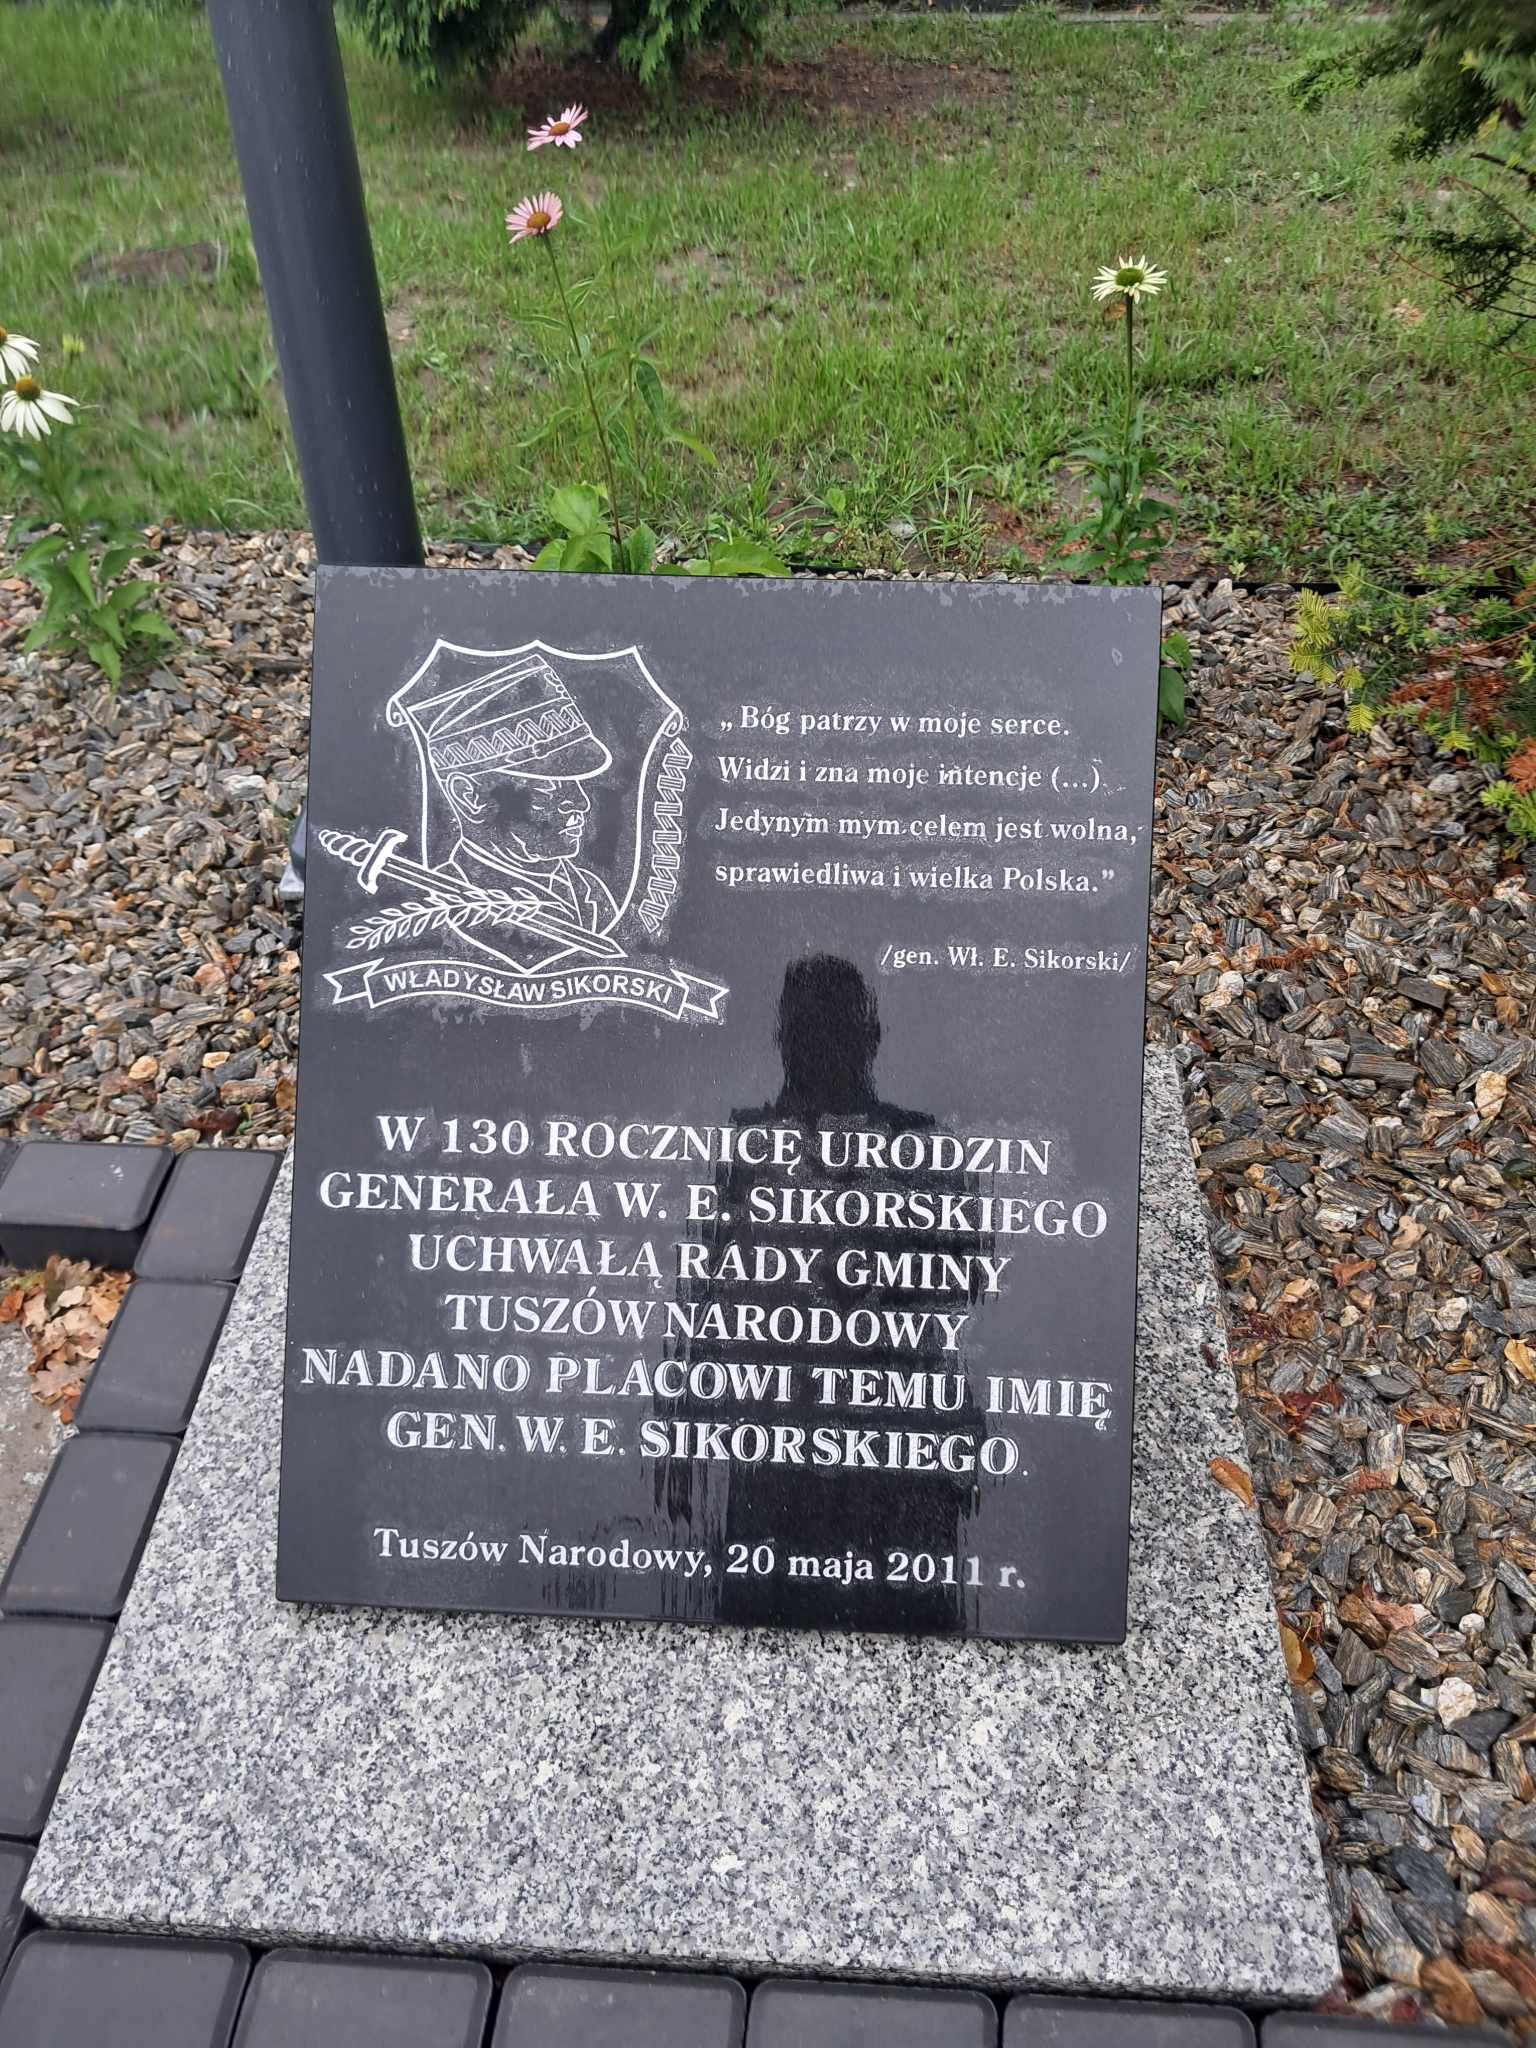 „Bóg patrzy w moje serce.
Widzi i zna moje intencje (...).
Jedynym mym celem jest wolna,
sprawiedliwa i wielka Polska.”
/gen. Wł. E. Sikorski/
WŁADYSŁAW SIKORSKI
W 130 ROCZNICĘ URODZIN
GENERAŁA W. E. SIKORSKIEGO
UCHWAŁĄ RADY GMINY
TUSZÓW NARODOWY
NADANO PLACOWI TEMU IMIĘ
GEN. W. E. SIKORSKIEGO.
Tuszów Narodowy, 20 maja 2011 r.